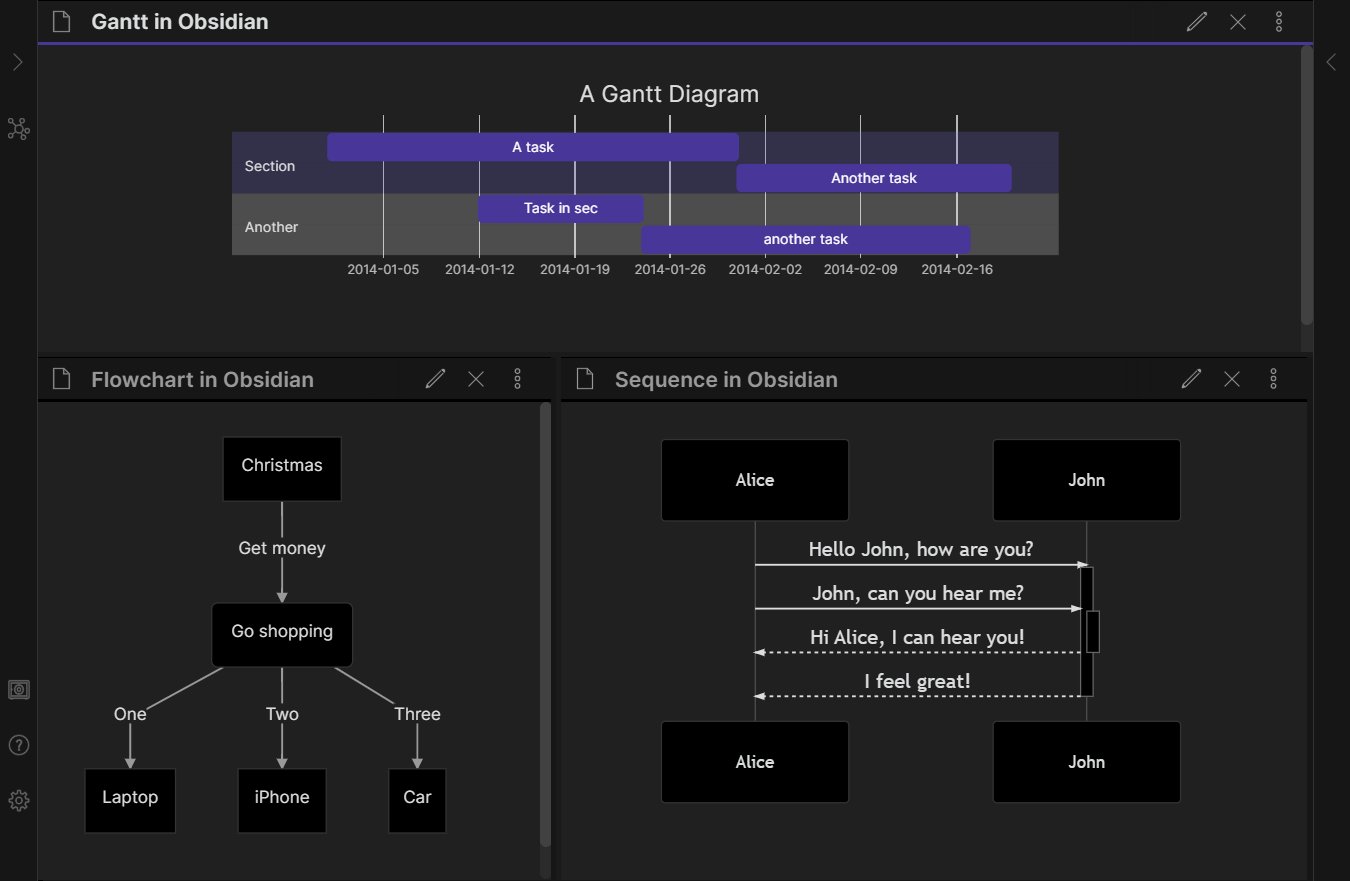 Gantt in Obsidian
A Gantt Diagram
A task
Section
Another task
Task in sec
Another
another task
2014-01-05 2014-01-12 2014-01-19 2014-01-26 2014-02-02 2014-02-09 2014-02-16
Flowchart in Obsidian
Christmas
Get money
Go shopping
One Two Three
Laptop iPhone Car
Sequence in Obsidian
Alice John
Hello John, how are you?
John, can you hear me?
Hi Alice, I can hear you!
I feel great!
Alice John